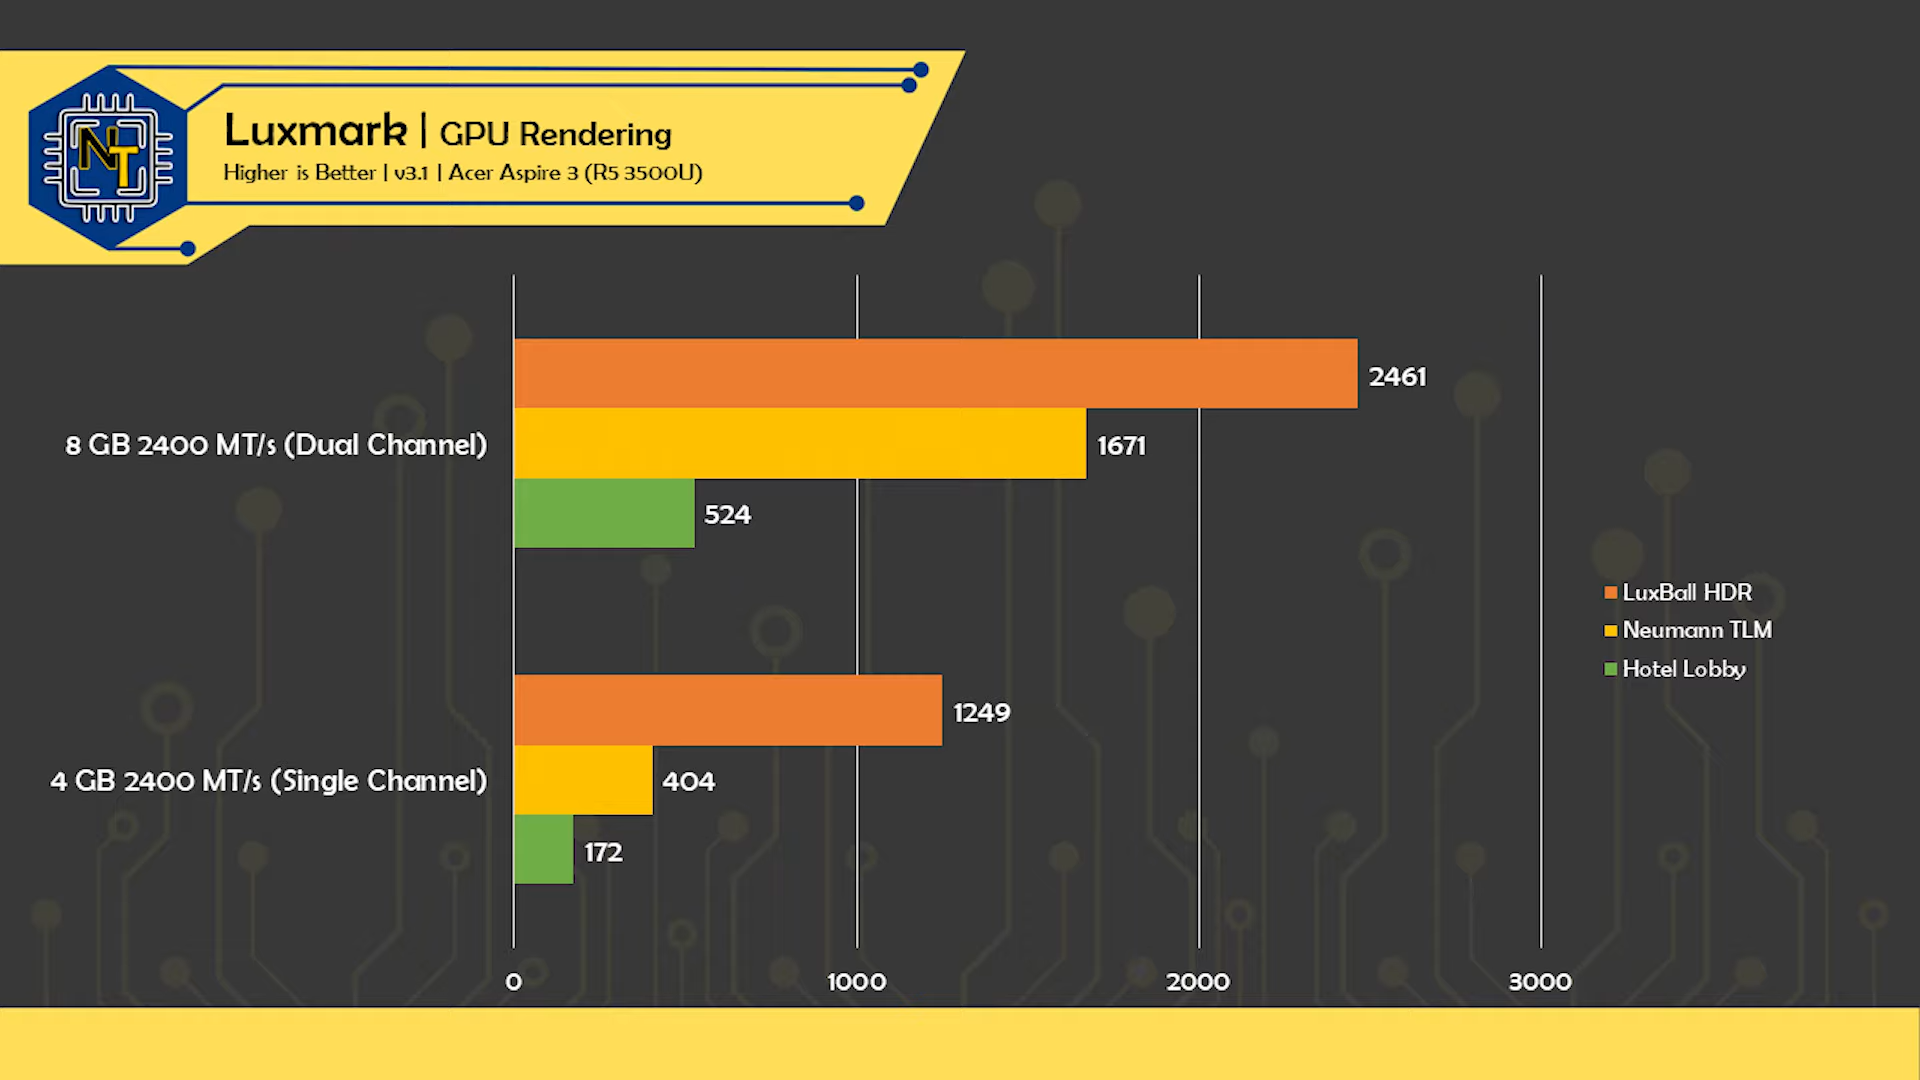 NT
Luxmark | GPU Rendering
Higher is Better | v3.1 | Acer Aspire 3 (R5 3500U)
2461
8 GB 2400 MT/s (Dual Channel)
1671
524
LuxBall HDR
Neumann TLM
Hotel Lobby
1249
4 GB 2400 MT/s (Single Channel)
404
172
0 1000 2000 3000